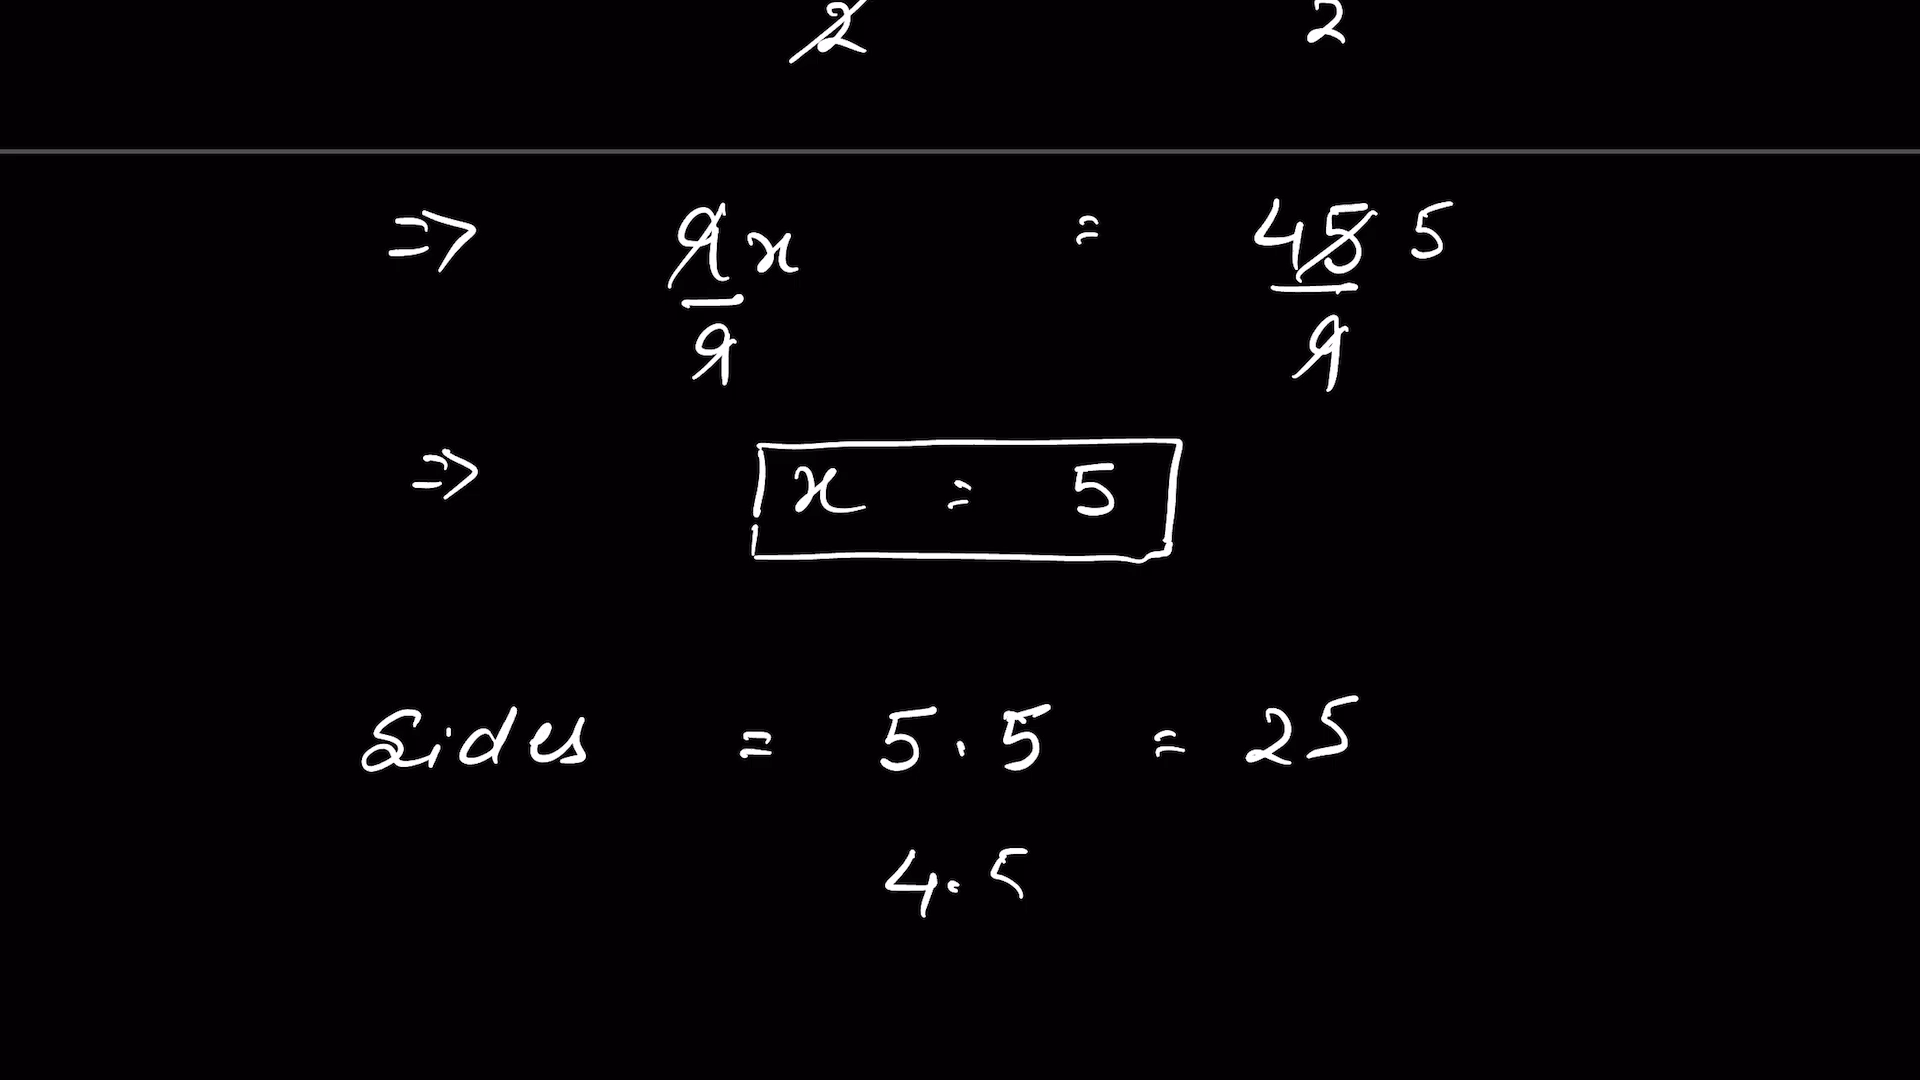 2 2
⇒ 9x = 45 5
9 9
⇒ x = 5
Sides = 5.5 = 25
4.5